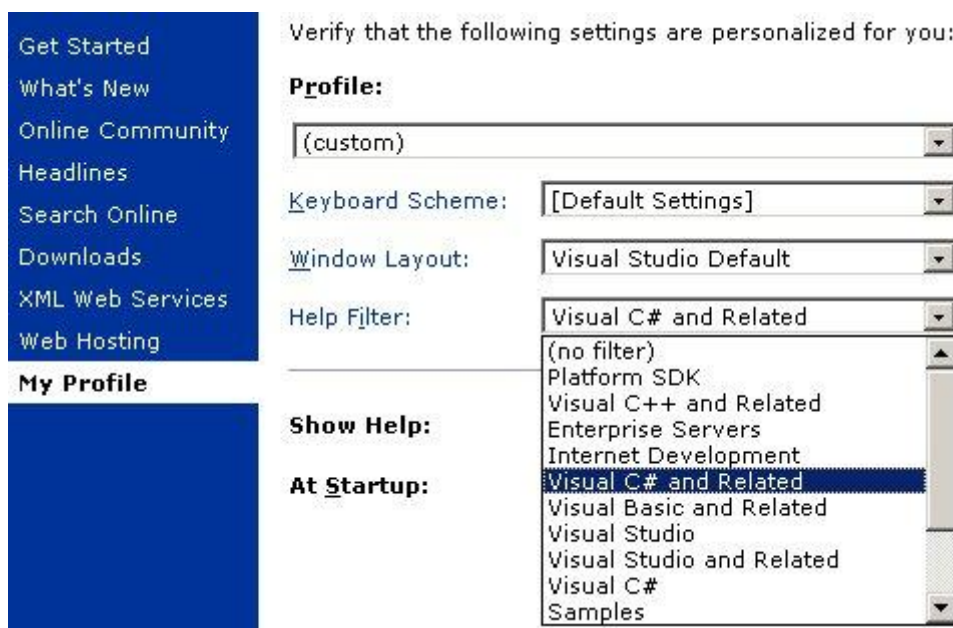 Get Started
What's New
Online Community
Headlines
Search Online
Downloads
XML Web Services
Web Hosting
My Profile
Verify that the following settings are personalized for you:
Profile:
(custom)
Keyboard Scheme: [Default Settings]
Window Layout: Visual Studio Default
Help Filter: Visual C# and Related
(no filter)
Platform SDK
Visual C++ and Related
Enterprise Servers
Internet Development
Visual C# and Related
Visual Basic and Related
Visual Studio
Visual Studio and Related
Visual C#
Samples
Show Help:
At Startup: